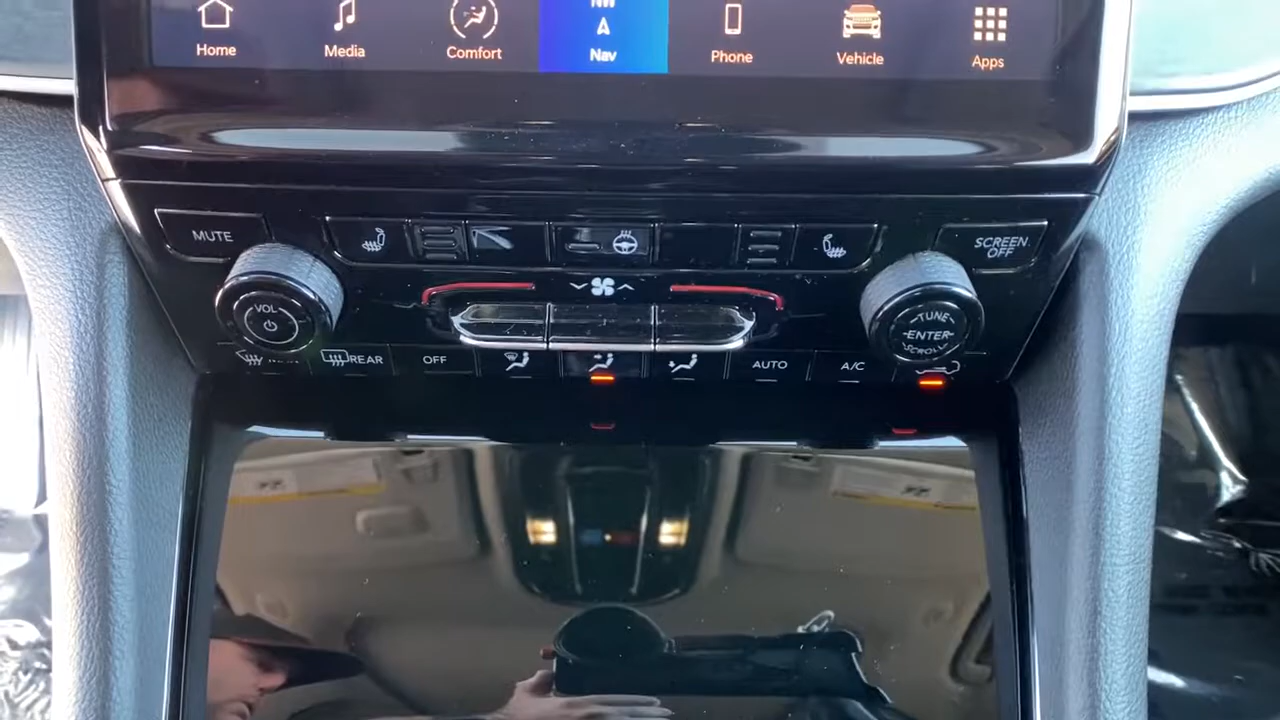 Home
Media
Comfort
Nav
Phone
Vehicle
Apps
MUTE
SCREEN
OFF
VOL
TUNE
ENTER
SCROLL
REAR
OFF
AUTO
A/C